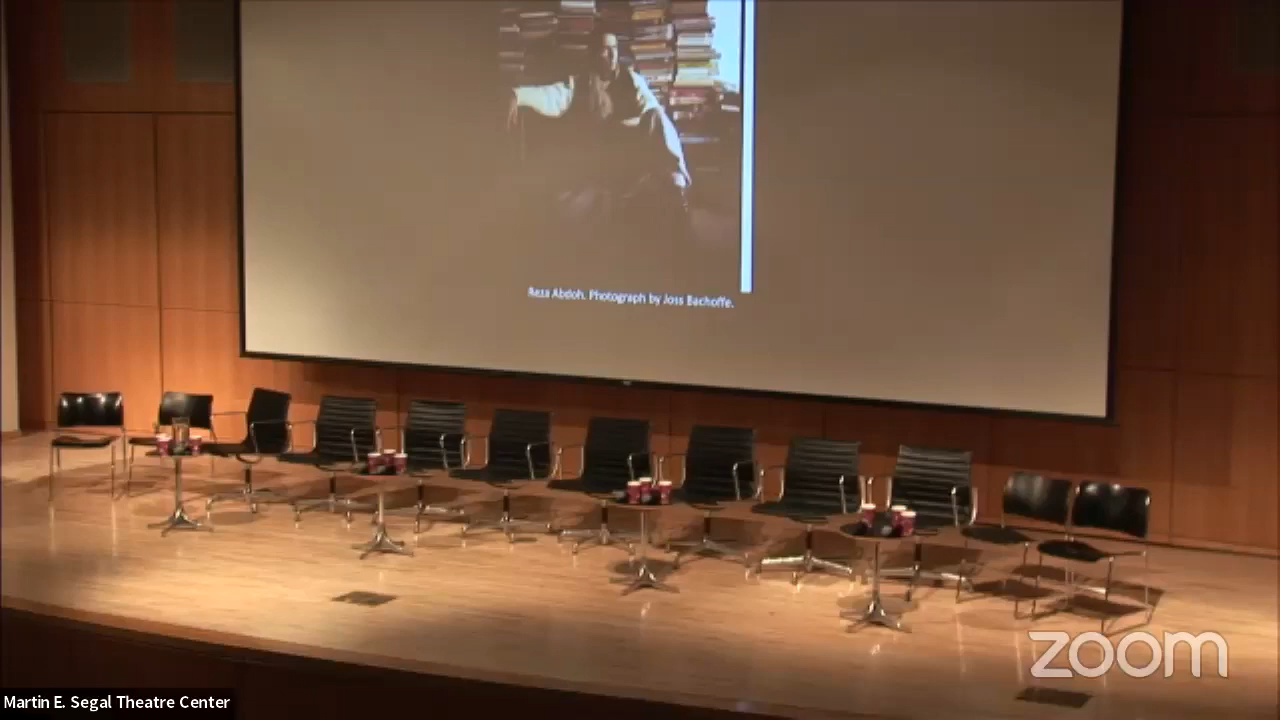 Reza Abdoh. Photograph by Joss Bachoffe.
zoom
Martin E. Segal Theatre Center